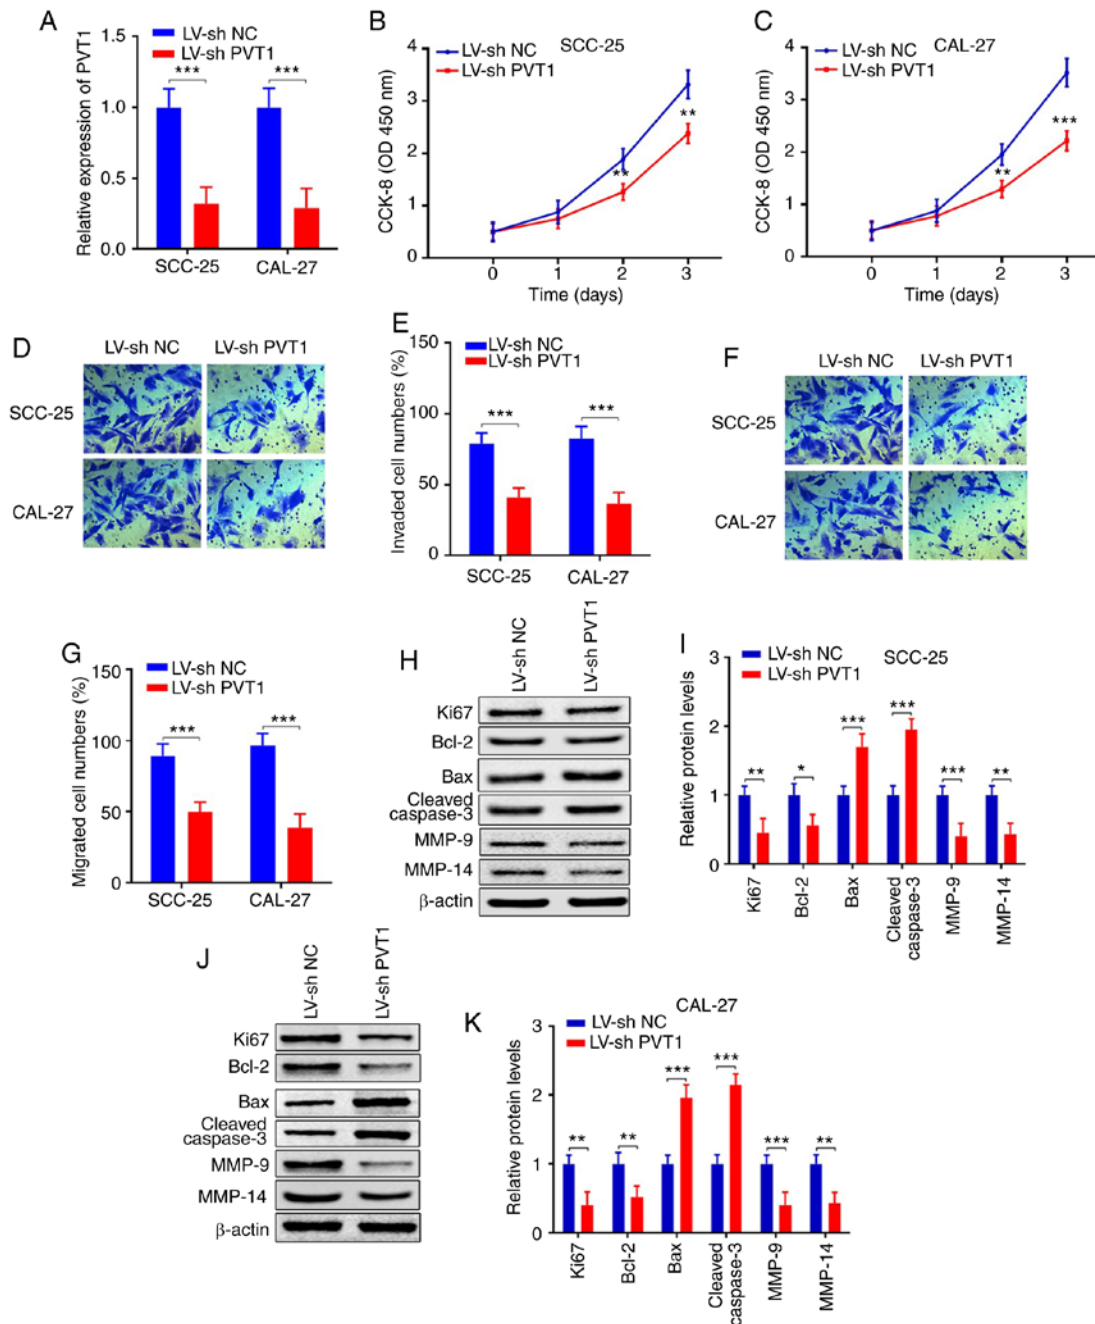 A
Relative expression of PVT1
1.5
1.0
0.5
0.0
LV-sh NC
LV-sh PVT1
***
***
SCC-25
CAL-27
B
CCK-8 (OD 450 nm)
4
3
2
1
0
LV-sh NC
LV-sh PVT1
SCC-25
**
**
0 1 2 3
Time (days)
C
CCK-8 (OD 450 nm)
4
3
2
1
0
LV-sh NC
LV-sh PVT1
CAL-27
**
***
0 1 2 3
Time (days)
D
LV-sh NC LV-sh PVT1
SCC-25
CAL-27
E
Invaded cell numbers (%)
150
100
50
0
LV-sh NC
LV-sh PVT1
***
***
SCC-25
CAL-27
F
LV-sh NC LV-sh PVT1
SCC-25
CAL-27
G
Migrated cell numbers (%)
150
100
50
0
LV-sh NC
LV-sh PVT1
***
***
SCC-25
CAL-27
H
LV-sh NC
LV-sh PVT1
Ki67
Bcl-2
Bax
Cleaved
caspase-3
MMP-9
MMP-14
β-actin
I
Relative protein levels
3
2
1
0
LV-sh NC
LV-sh PVT1
SCC-25
**
*
***
***
***
**
Ki67
Bcl-2
Bax
Cleaved
caspase-3
MMP-9
MMP-14
J
LV-sh NC
LV-sh PVT1
Ki67
Bcl-2
Bax
Cleaved
caspase-3
MMP-9
MMP-14
β-actin
K
Relative protein levels
3
2
1
0
CAL-27
LV-sh NC
LV-sh PVT1
**
**
***
***
***
**
Ki67
Bcl-2
Bax
Cleaved
caspase-3
MMP-9
MMP-14